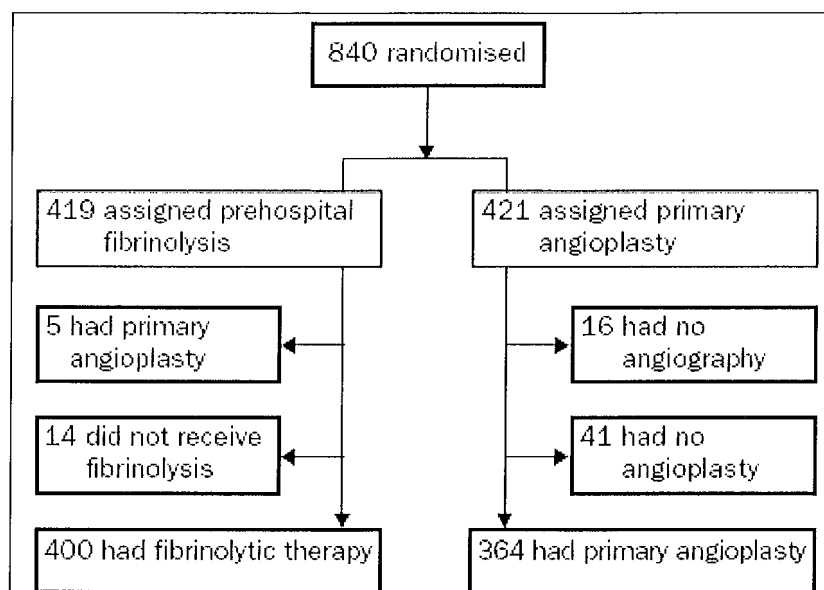 840 randomised
419 assigned prehospital
fibrinolysis
421 assigned primary
angioplasty
5 had primary
angioplasty
16 had no
angiography
14 did not receive
fibrinolysis
41 had no
angioplasty
400 had fibrinolytic therapy
364 had primary angioplasty